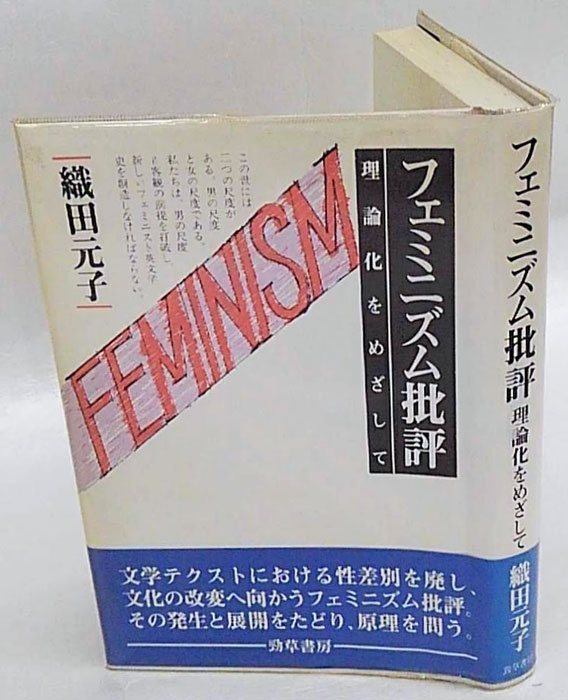 フェミニズム批評
理論化をめざして
この世には
二つの尺度が
ある。男の尺度
と女の尺度である。
私たちは、男の尺度
=客観の前提を打破し、
新しいフェミニスト英文学
史を創造しなければならない。
織田元子
FEMINISM
文学テクストにおける性差別を廃し、
文化の改変へ向かうフェミニズム批評。
その発生と展開をたどり、原理を問う。
勁草書房
フェミニズム批評 理論化をめざして
織田元子
勁草書房